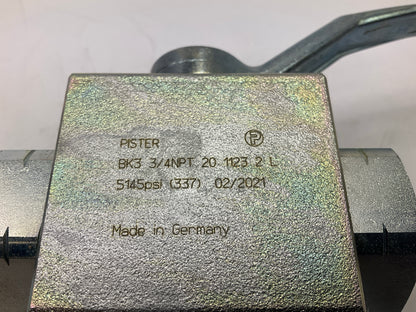 PISTER P
BK3 3/4NPT 20 1123 2 L
5145psi (337) 02/2021
Made in Germany